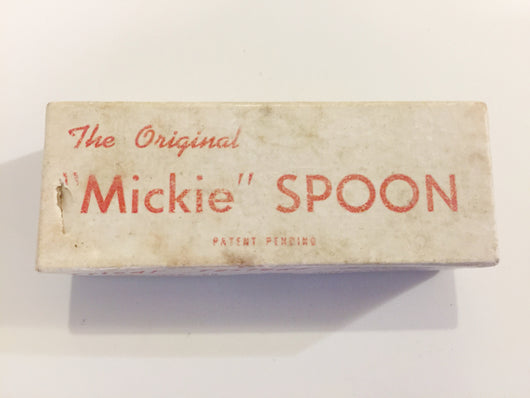 The Original
"Mickie" SPOON
PATENT PENDING